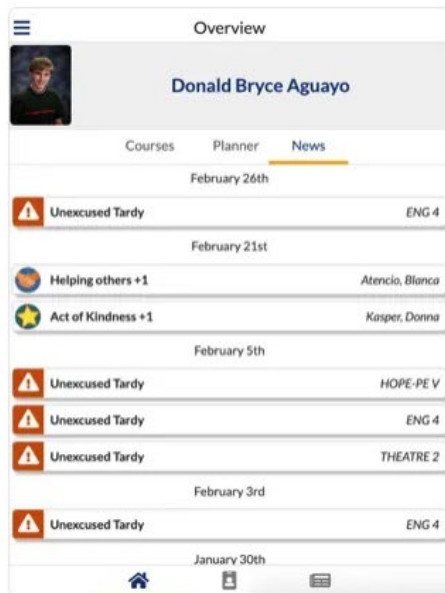 Overview
Donald Bryce Aguayo
Courses Planner News
February 26th
Unexcused Tardy ENG 4
February 21st
Helping others +1 Atencio, Blanca
Act of Kindness +1 Kasper, Donna
February 5th
Unexcused Tardy HOPE-PE V
Unexcused Tardy ENG 4
Unexcused Tardy THEATRE 2
February 3rd
Unexcused Tardy ENG 4
January 30th